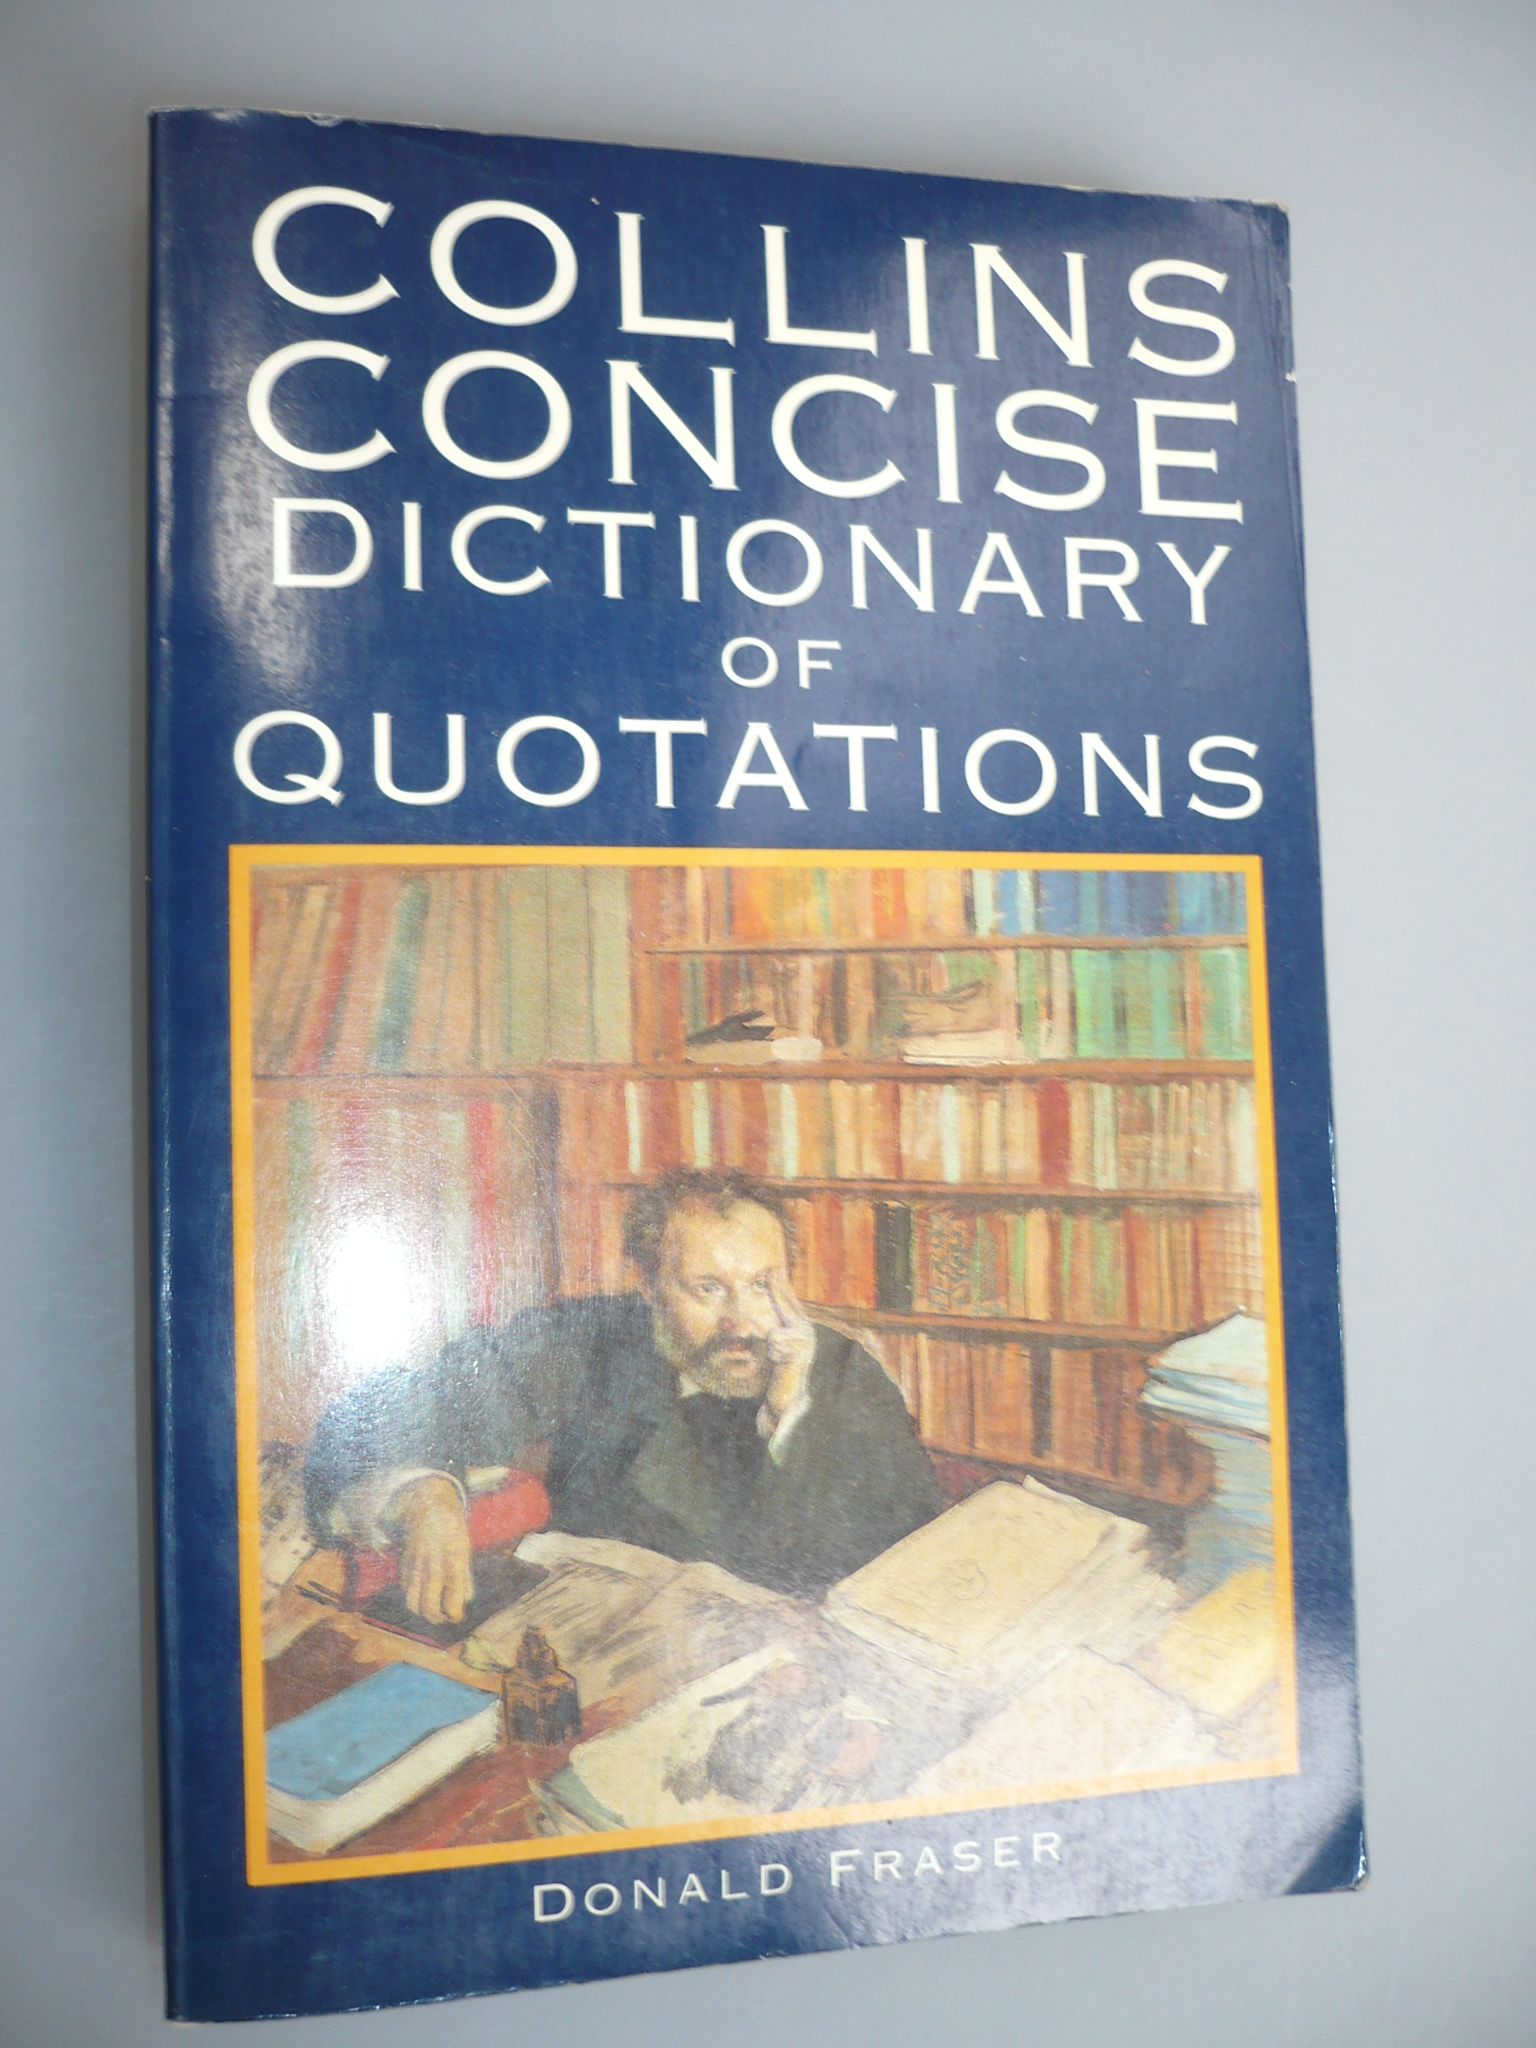 COLLINS
CONCISE
DICTIONARY
OF
QUOTATIONS
DONALD FRASER